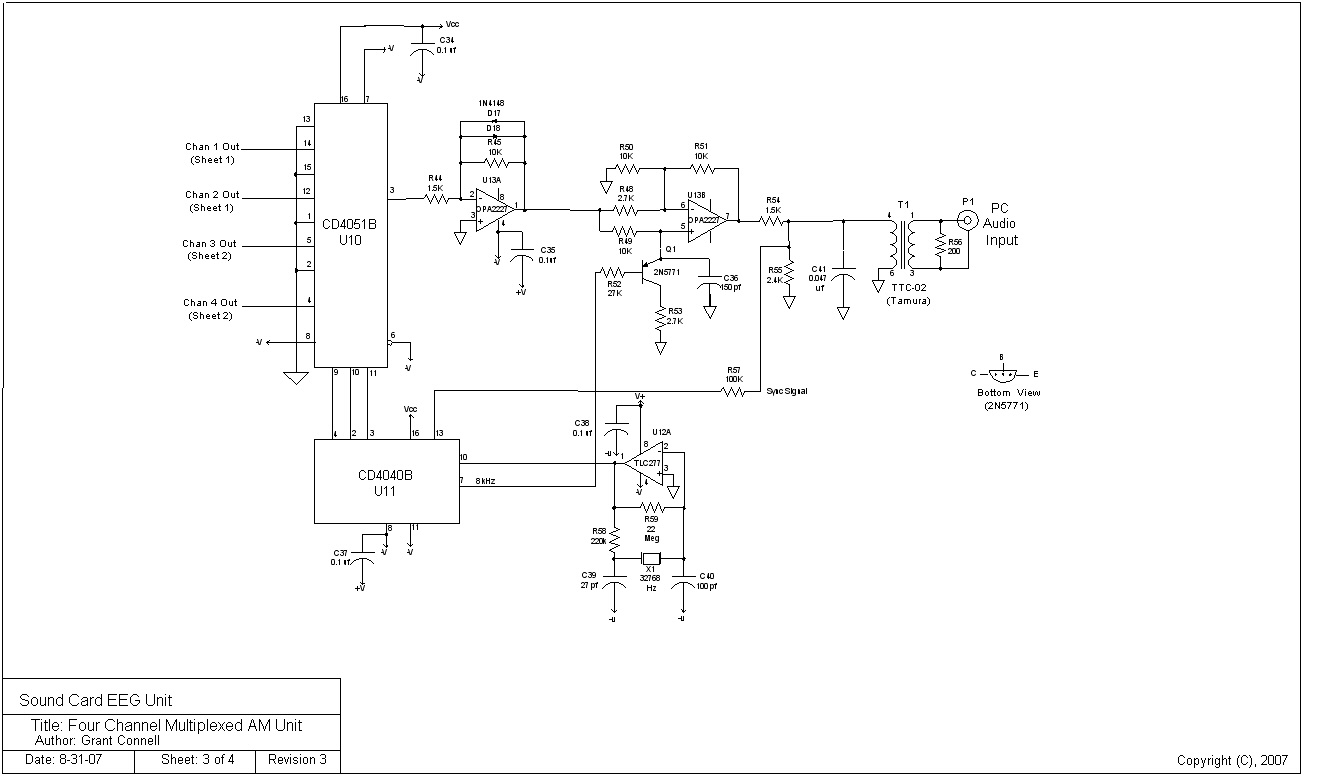 Vcc
C34
0.1 uf
-V
-V
16
7
13
14
15
12
1
5
2
4
8
3
6
9
10
11
Chan 1 Out
(Sheet 1)
Chan 2 Out
(Sheet 1)
Chan 3 Out
(Sheet 2)
Chan 4 Out
(Sheet 2)
-V
-V
CD4051B
U10
R44
1.5K
1N4148
D17
D18
R45
10K
U13A
2
8
3
1
4
OPA2227
C35
0.1uf
-V
+V
R50
10K
R51
10K
R48
2.7K
R49
10K
U13B
6
5
7
OPA2227
Q1
2N5771
R52
27K
C36
150 pf
R53
2.7K
R54
1.5K
R55
2.4K
C41
0.047
uf
T1
4
1
6
3
TTC-02
(Tamura)
R56
200
P1
PC
Audio
Input
B
C
E
Bottom View
(2N5771)
R57
100K
Sync Signal
Vcc
4
2
3
16
13
10
7
8kHz
CD4040B
U11
8
11
-V
-V
C37
0.1 uf
+V
V+
C38
0.1 uf
-u
U12A
8
2
1
3
4
TLC277
-V
R59
22
Meg
R58
220k
X1
32768
Hz
C39
27 pf
C40
100 pf
-u
-u
Sound Card EEG Unit
Title: Four Channel Multiplexed AM Unit
Author: Grant Connell
Date: 8-31-07
Sheet: 3 of 4
Revision 3
Copyright (C), 2007